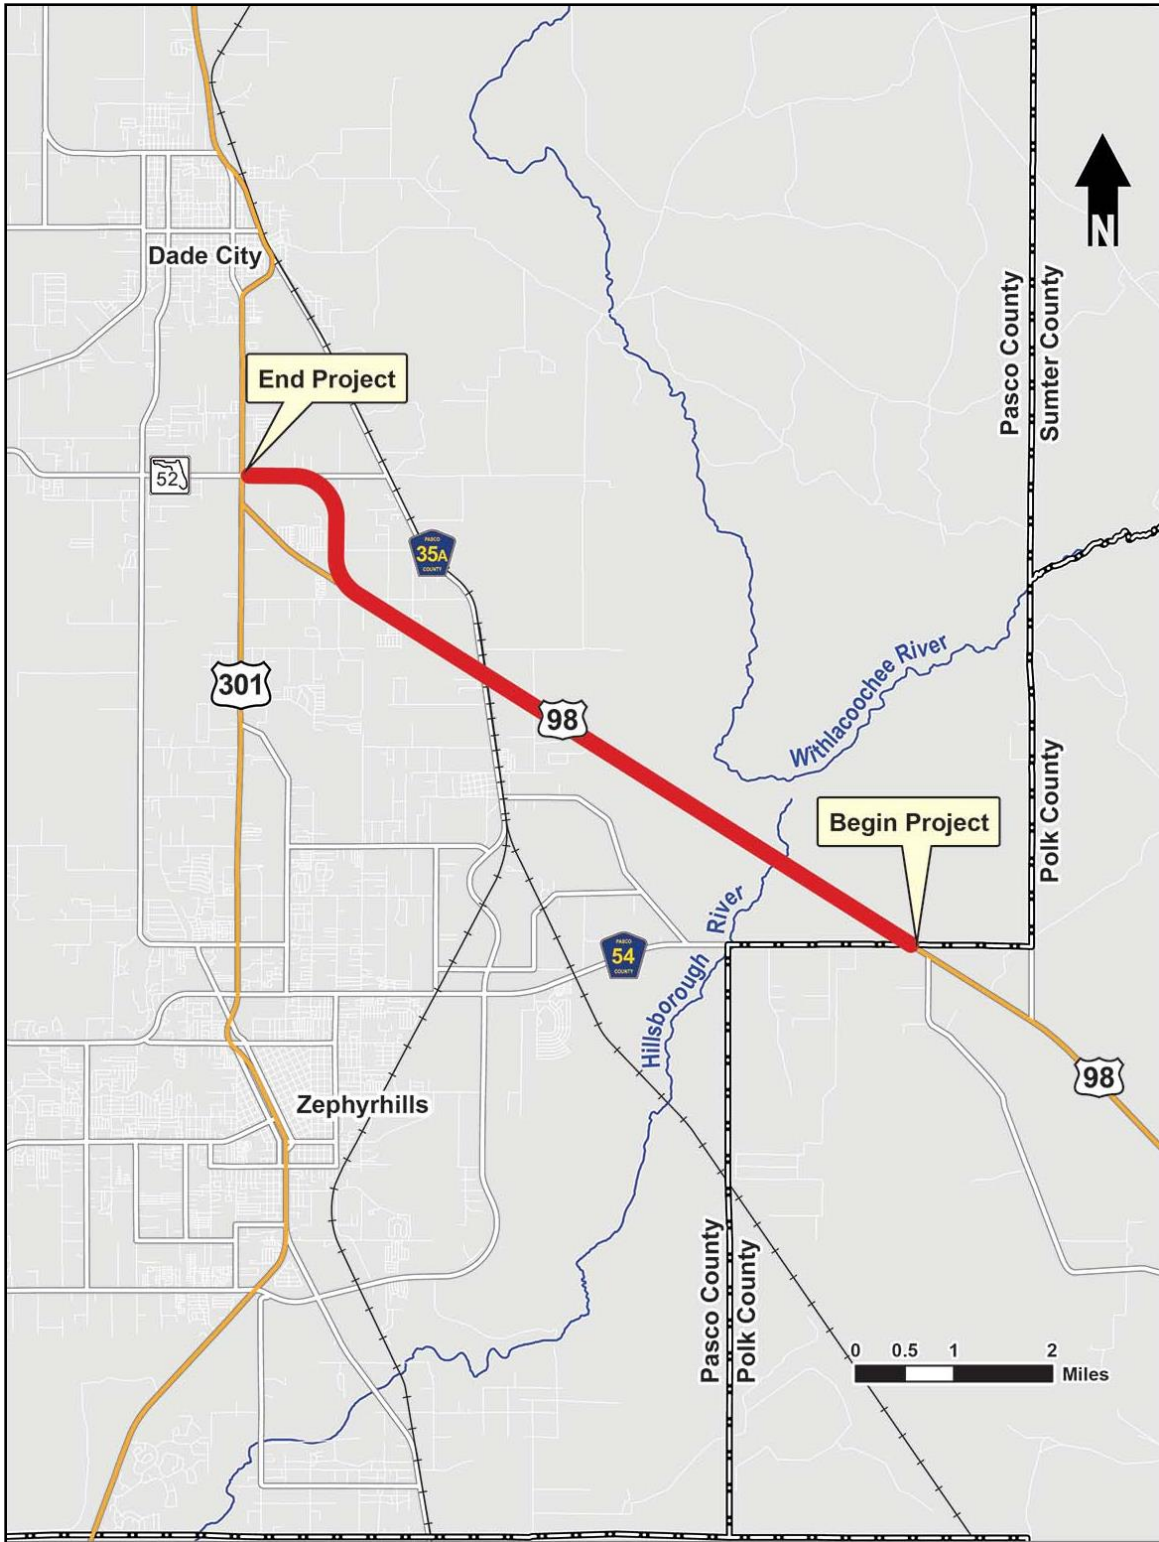 N
Dade City
Pasco County
Sumter County
End Project
52
PASCO
35A
COUNTY
301
98
Withlacoochee River
Polk County
Begin Project
Hillsborough River
PASCO
54
COUNTY
98
Zephyrhills
Pasco County
Polk County
0 0.5 1 2
Miles